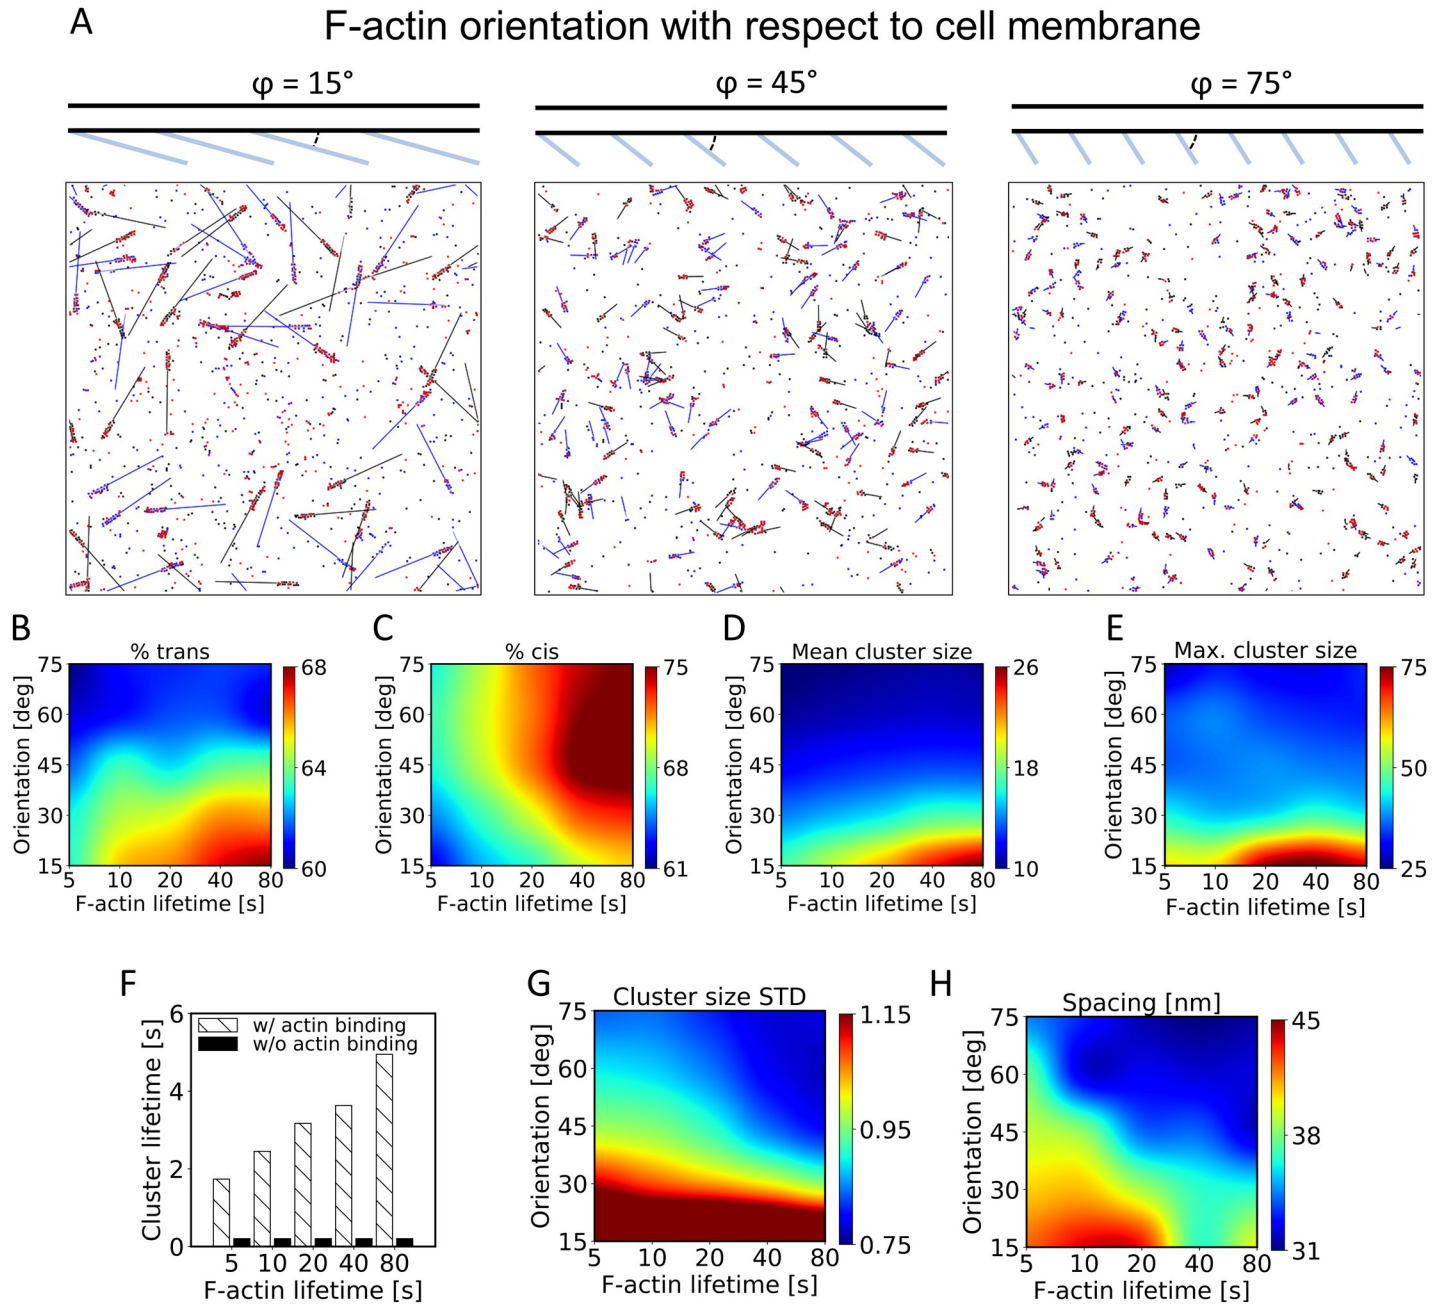 A
F-actin orientation with respect to cell membrane
φ = 15°
φ = 45°
φ = 75°
B
C
D
E
% trans
% cis
Mean cluster size
Max. cluster size
Orientation [deg]
75
60
45
30
15
5 10 20 40 80
F-actin lifetime [s]
68
64
60
Orientation [deg]
75
60
45
30
15
5 10 20 40 80
F-actin lifetime [s]
75
68
61
Orientation [deg]
75
60
45
30
15
5 10 20 40 80
F-actin lifetime [s]
26
18
10
Orientation [deg]
75
60
45
30
15
5 10 20 40 80
F-actin lifetime [s]
75
50
25
F
Cluster lifetime [s]
6
4
2
0
w/ actin binding
w/o actin binding
5 10 20 40 80
F-actin lifetime [s]
G
Cluster size STD
Orientation [deg]
75
60
45
30
15
5 10 20 40 80
F-actin lifetime [s]
1.15
0.95
0.75
H
Spacing [nm]
Orientation [deg]
75
60
45
30
15
5 10 20 40 80
F-actin lifetime [s]
45
38
31